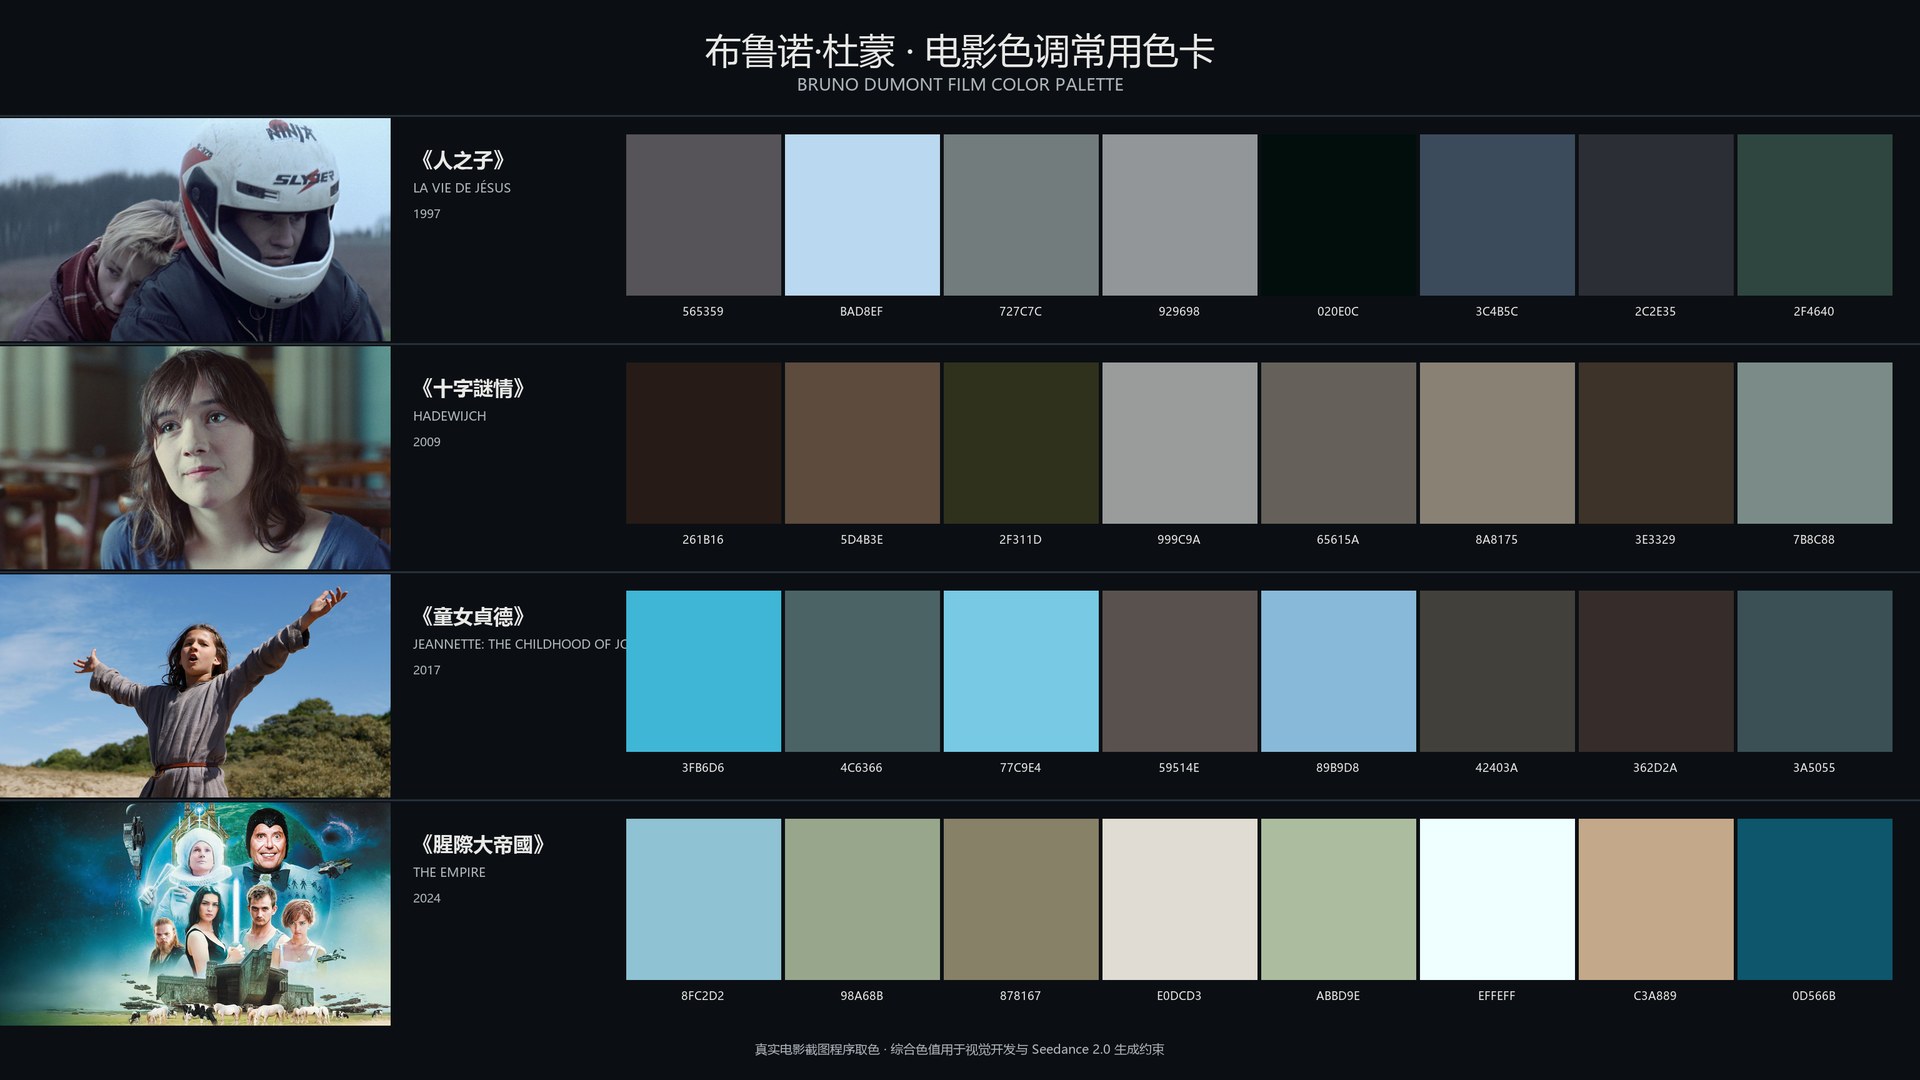 布鲁诺·杜蒙 · 电影色调常用色卡
BRUNO DUMONT FILM COLOR PALETTE
NINJA
SLYDER
《人之子》
LA VIE DE JÉSUS
1997
565359
BAD8EF
727C7C
929698
020E0C
3C4B5C
2C2E35
2F4640
《十字謎情》
HADEWIJCH
2009
261B16
5D4B3E
2F311D
999C9A
65615A
8A8175
3E3329
7B8C88
《童女貞德》
JEANNETTE: THE CHILDHOOD OF JO
2017
3FB6D6
4C6366
77C9E4
59514E
89B9D8
42403A
362D2A
3A5055
《腥際大帝國》
THE EMPIRE
2024
8FC2D2
98A68B
878167
E0DCD3
ABBD9E
EFFEFF
C3A889
0D566B
真实电影截图程序取色 · 综合色值用于视觉开发与 Seedance 2.0 生成约束